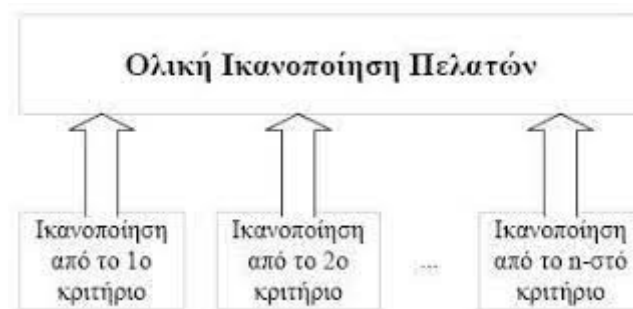 Ολική Ικανοποίηση Πελατών
Ικανοποίηση
από το 1ο
κριτήριο
Ικανοποίηση
από το 2ο
κριτήριο
...
Ικανοποίηση
από το n-στό
κριτήριο